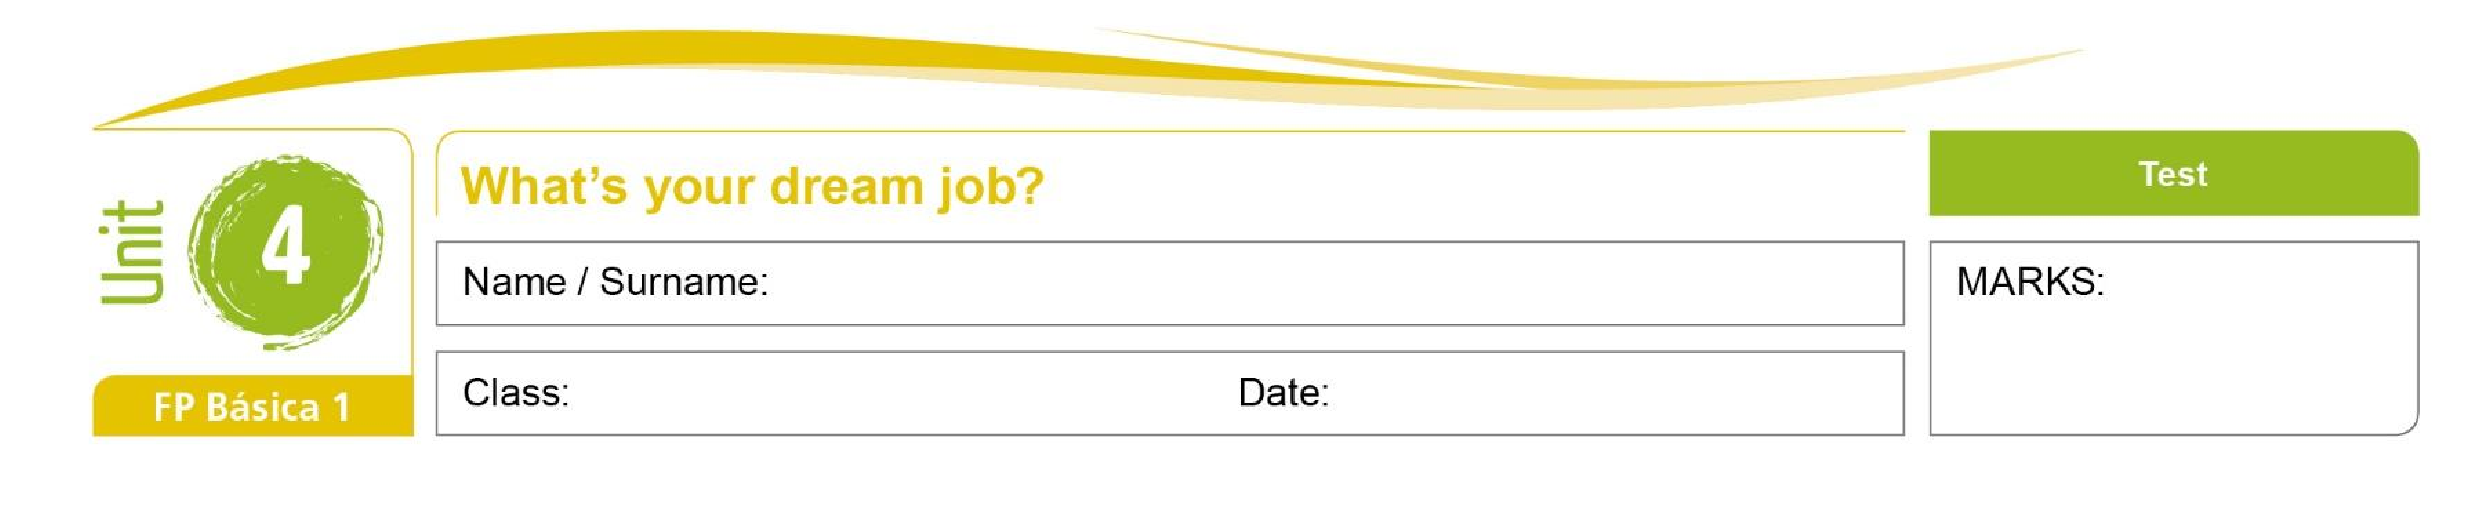 Unit
4
FP Básica 1
What's your dream job?
Name / Surname:
Class:
Date:
Test
MARKS: